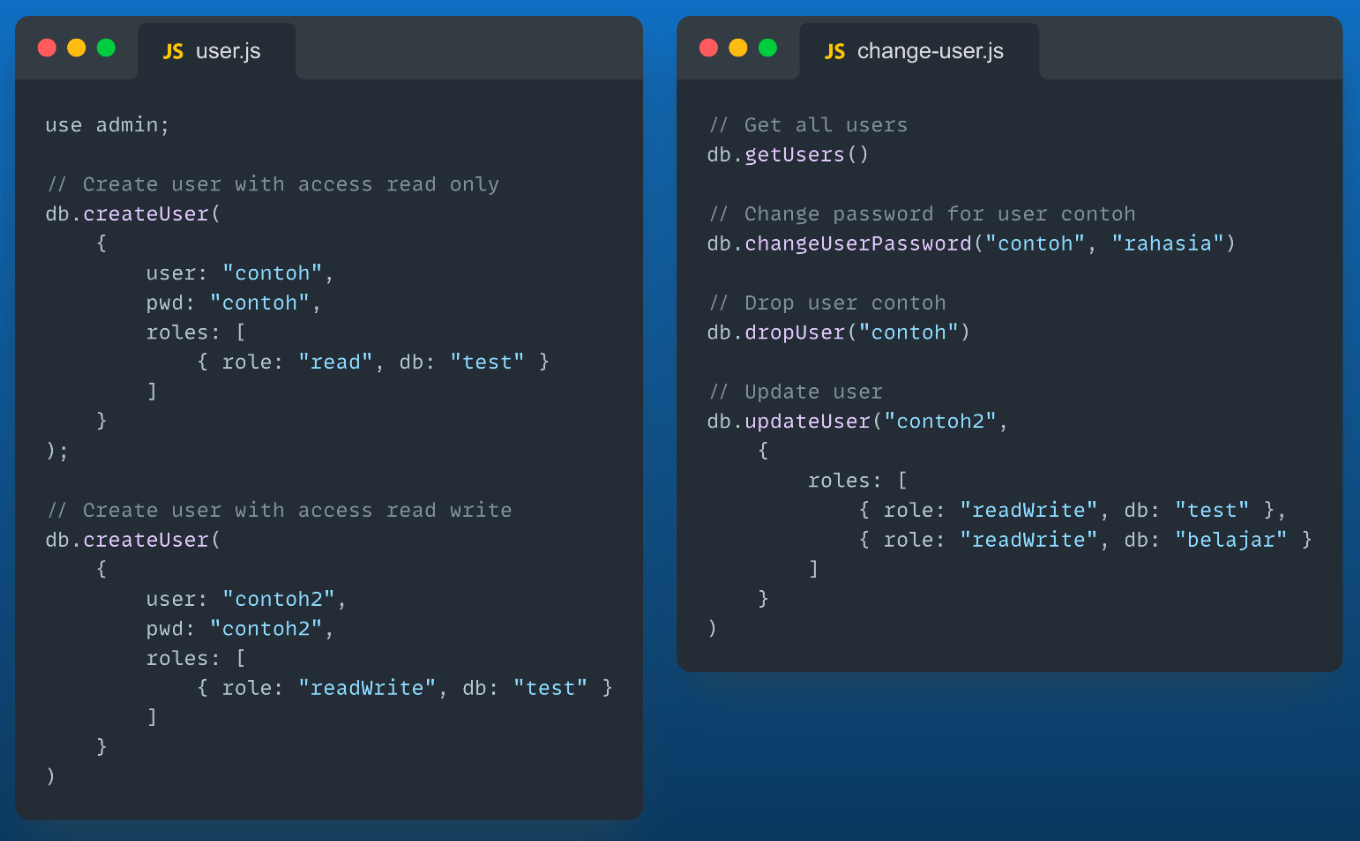 JS user.js
use admin;
// Create user with access read only
db.createUser(
    {
        user: "contoh",
        pwd: "contoh",
        roles: [
            { role: "read", db: "test" }
        ]
    }
);
// Create user with access read write
db.createUser(
    {
        user: "contoh2",
        pwd: "contoh2",
        roles: [
            { role: "readWrite", db: "test" }
        ]
    }
)
JS change-user.js
// Get all users
db.getUsers()
// Change password for user contoh
db.changeUserPassword("contoh", "rahasia")
// Drop user contoh
db.dropUser("contoh")
// Update user
db.updateUser("contoh2",
    {
        roles: [
            { role: "readWrite", db: "test" },
            { role: "readWrite", db: "belajar" }
        ]
    }
)